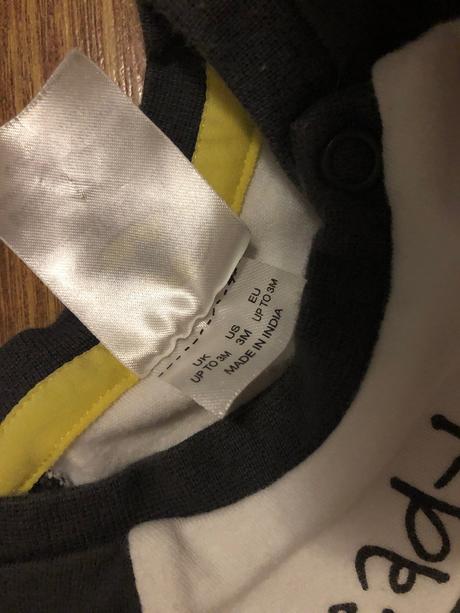 UK US EU
UP TO 3M 3M UP TO 3M
MADE IN INDIA